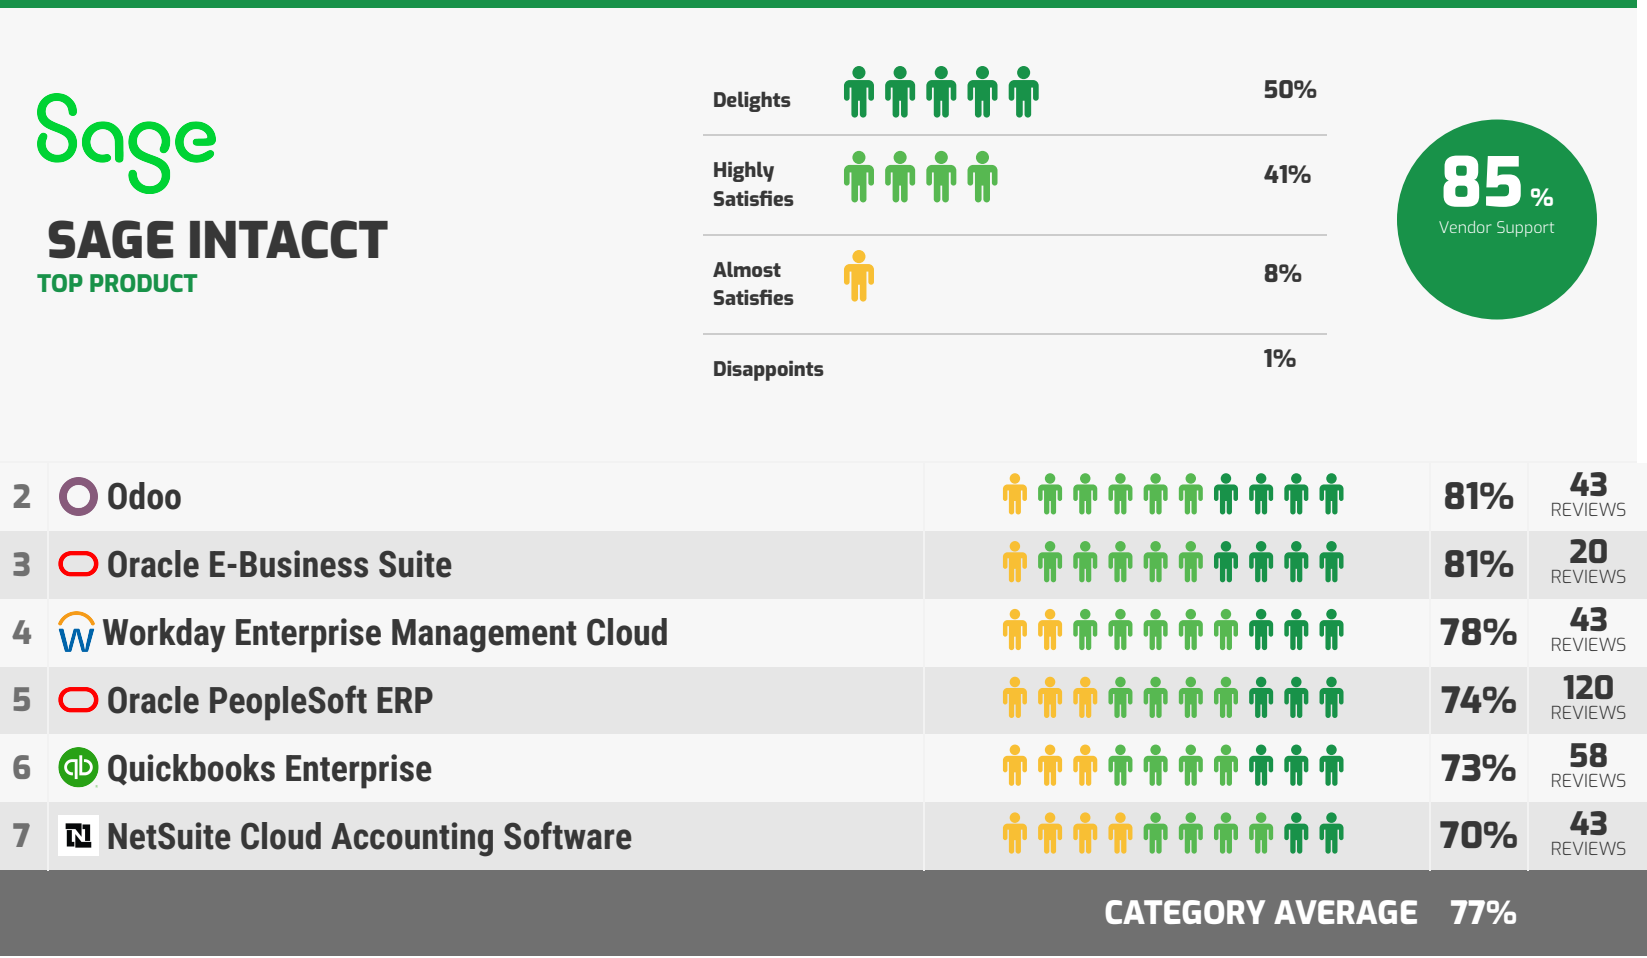 Sage
SAGE INTACCT
TOP PRODUCT
Delights 50%
Highly Satisfies 41%
Almost Satisfies 8%
Disappoints 1%
85 %
Vendor Support
2 Odoo 81% 43 REVIEWS
3 Oracle E-Business Suite 81% 20 REVIEWS
4 W Workday Enterprise Management Cloud 78% 43 REVIEWS
5 Oracle PeopleSoft ERP 74% 120 REVIEWS
6 qb Quickbooks Enterprise 73% 58 REVIEWS
7 N NetSuite Cloud Accounting Software 70% 43 REVIEWS
CATEGORY AVERAGE 77%